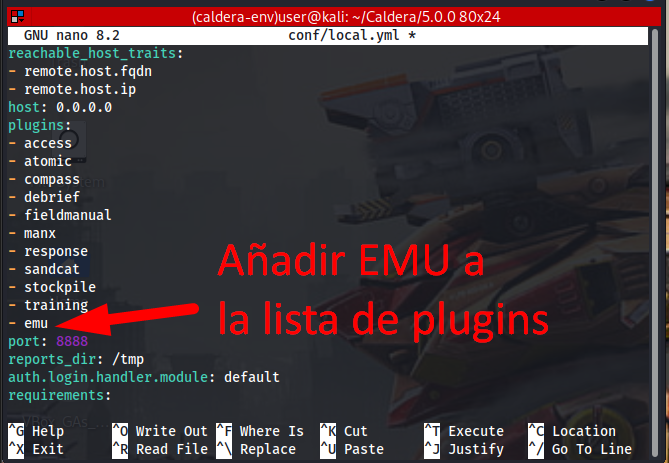 (caldera-env)user@kali: ~/Caldera/5.0.0 80x24
GNU nano 8.2 conf/local.yml *
reachable_host_traits:
- remote.host.fqdn
- remote.host.ip
host: 0.0.0.0
plugins:
- access
- atomic
- compass
- debrief
- fieldmanual
- manx
- response
- sandcat
- stockpile
- training
- emu
Añadir EMU a
la lista de plugins
port: 8888
reports_dir: /tmp
auth.login.handler.module: default
requirements:
^G Help ^O Write Out ^F Where Is ^K Cut ^T Execute ^C Location
^X Exit ^R Read File ^\ Replace ^U Paste ^J Justify ^/ Go To Line